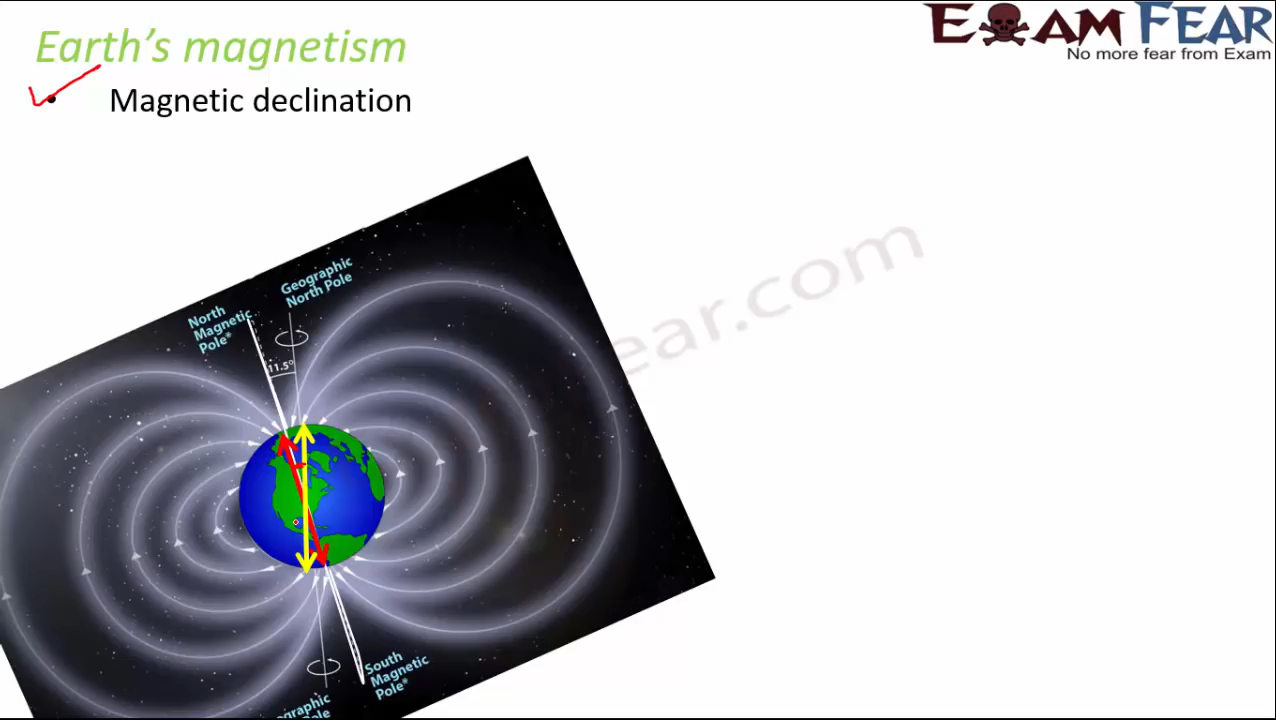 EXAM FEAR
No more fear from Exam
Earth's magnetism
• Magnetic declination
Geographic
North Pole
North
Magnetic
Pole*
11.5°
ear.com
South
Magnetic
Pole*